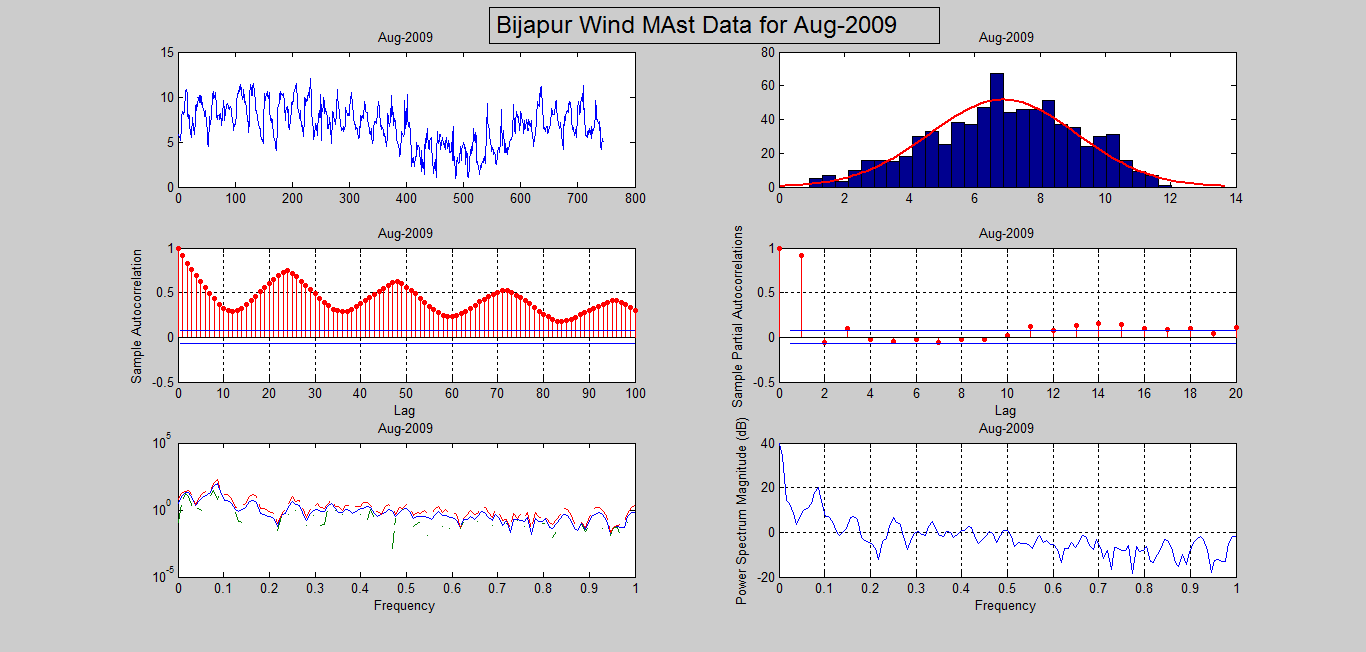 Bijapur Wind MAst Data for Aug-2009
Aug-2009
15
10
5
0
0 100 200 300 400 500 600 700 800
Aug-2009
80
60
40
20
0
0 2 4 6 8 10 12 14
Aug-2009
Sample Autocorrelation
1
0.5
0
-0.5
0 10 20 30 40 50 60 70 80 90 100
Lag
Aug-2009
Sample Partial Autocorrelations
1
0.5
0
-0.5
0 2 4 6 8 10 12 14 16 18 20
Lag
Aug-2009
10^5
10^0
10^-5
0 0.1 0.2 0.3 0.4 0.5 0.6 0.7 0.8 0.9 1
Frequency
Aug-2009
Power Spectrum Magnitude (dB)
40
20
0
-20
0 0.1 0.2 0.3 0.4 0.5 0.6 0.7 0.8 0.9 1
Frequency